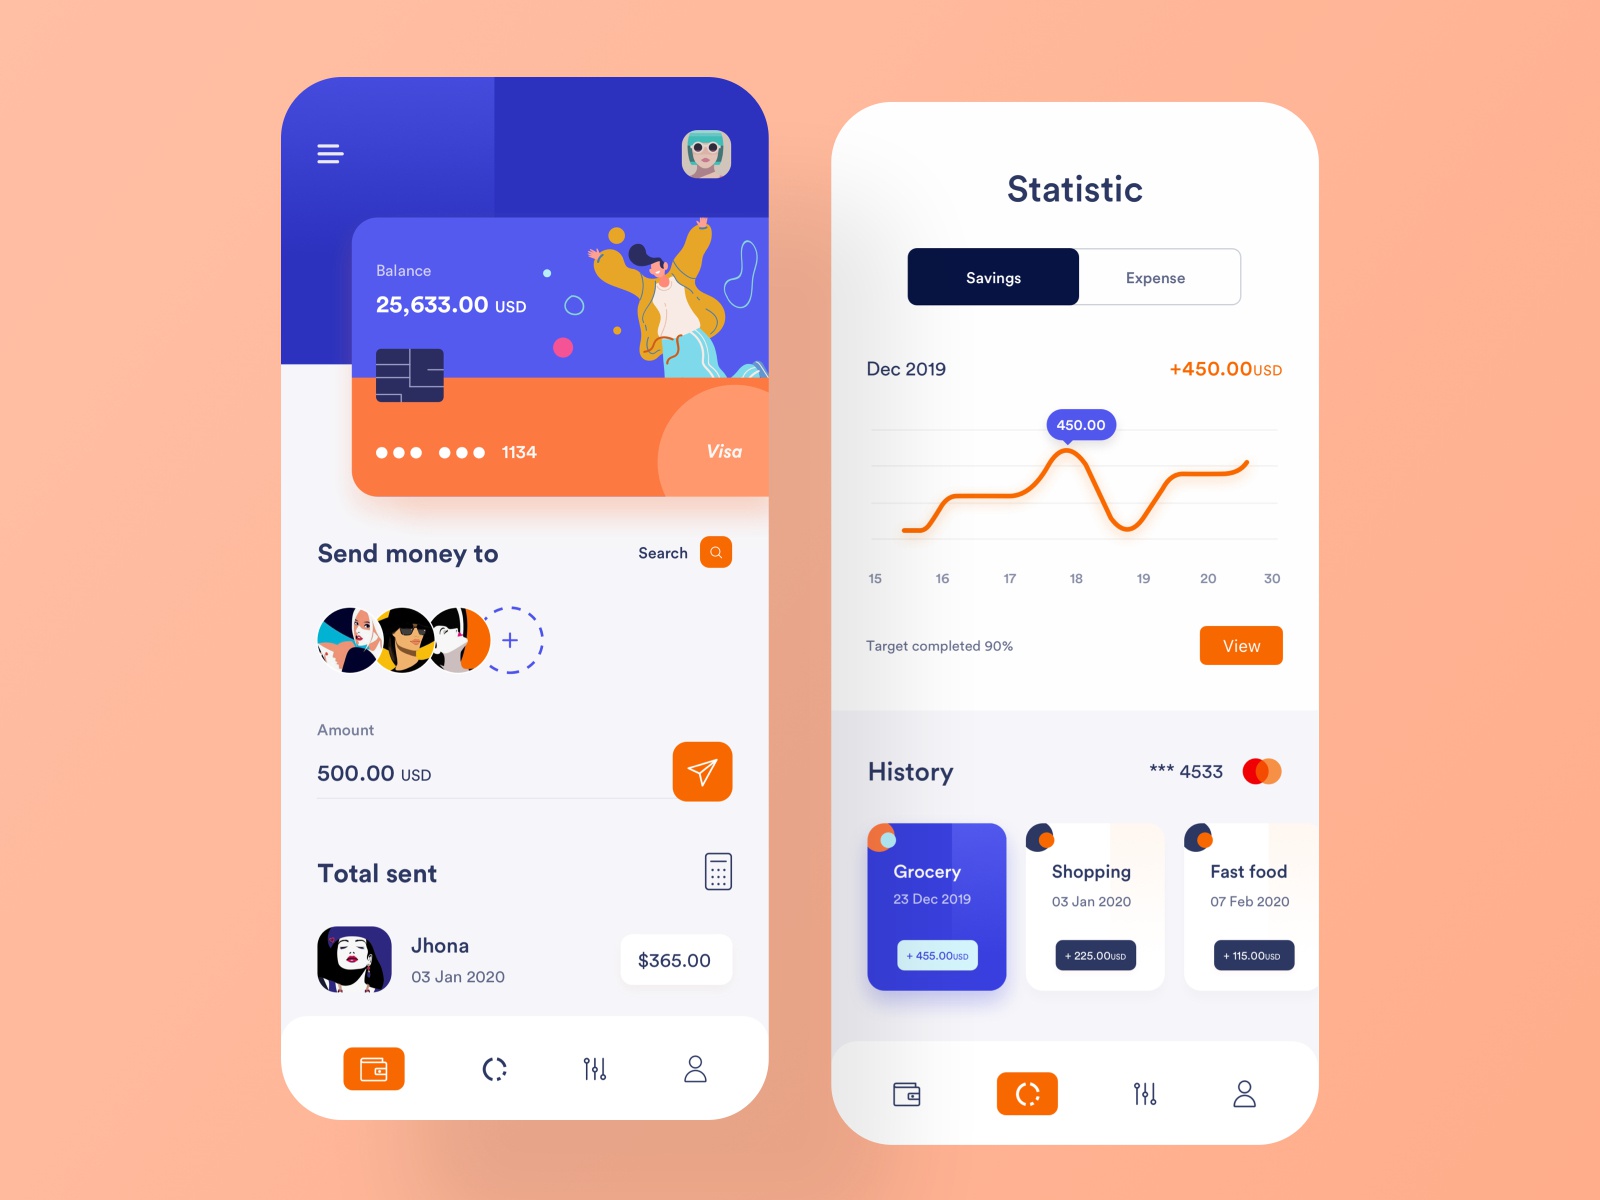 Balance
25,633.00 USD
1134
Visa
Send money to
Search
Amount
500.00 USD
Total sent
Jhona
03 Jan 2020
$365.00
Statistic
Savings
Expense
Dec 2019
+450.00USD
450.00
15 16 17 18 19 20 30
Target completed 90%
View
History
*** 4533
Grocery
23 Dec 2019
+ 455.00USD
Shopping
03 Jan 2020
+ 225.00USD
Fast food
07 Feb 2020
+ 115.00USD